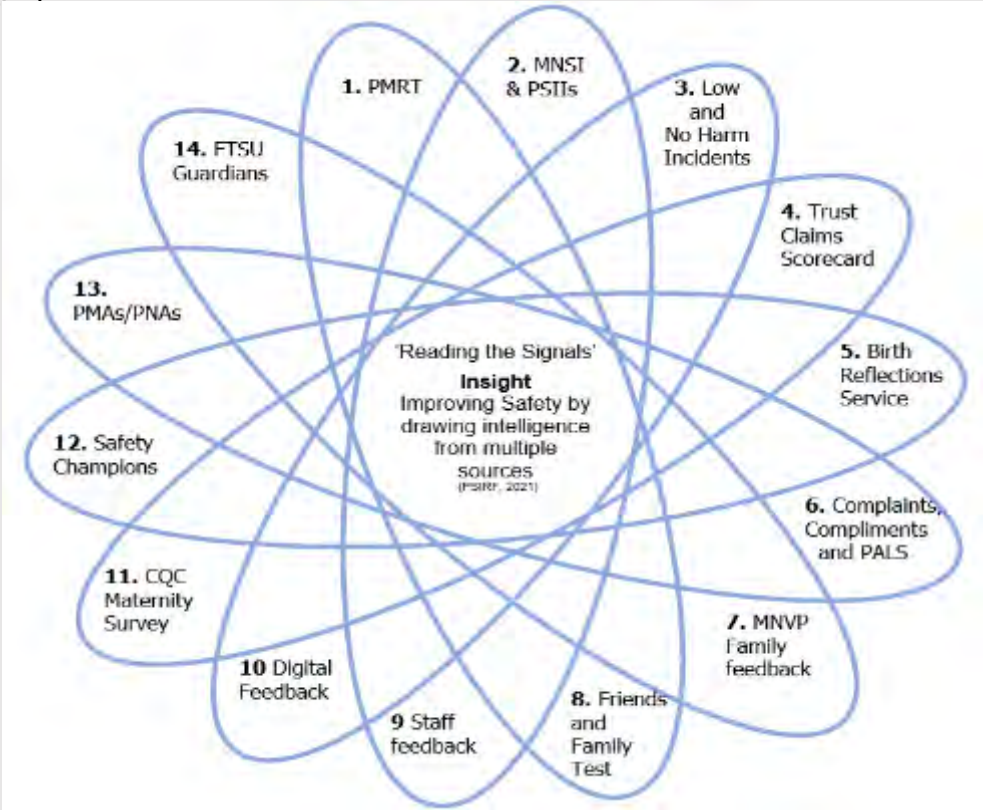 1. PMRT
2. MNSI
& PSIIs
3. Low
and
No Harm
Incidents
4. Trust
Claims
Scorecard
5. Birth
Reflections
Service
6. Complaints,
Compliments
and PALS
7. MNVP
Family
feedback
8. Friends
and
Family
Test
9 Staff
feedback
10 Digital
Feedback
11. CQC
Maternity
Survey
12. Safety
Champions
13.
PMAs/PNAs
14. FTSU
Guardians
'Reading the Signals'
Insight
Improving Safety by
drawing intelligence
from multiple
sources
(PSIRF, 2021)